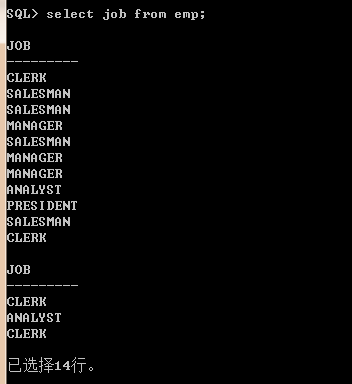 SQL> select job from emp;
JOB
---------
CLERK
SALESMAN
SALESMAN
MANAGER
SALESMAN
MANAGER
MANAGER
ANALYST
PRESIDENT
SALESMAN
CLERK
JOB
---------
CLERK
ANALYST
CLERK
已选择14行。